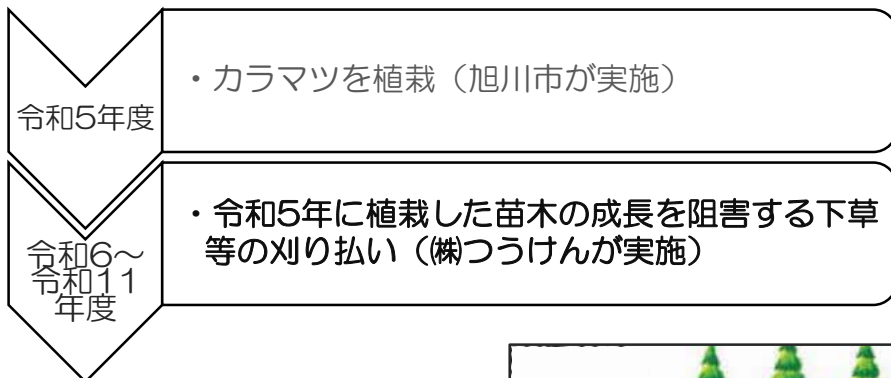 令和5年度
・カラマツを植栽（旭川市が実施）
令和6～
令和11
年度
・令和5年に植栽した苗木の成長を阻害する下草
等の刈り払い（㈱つうけんが実施）